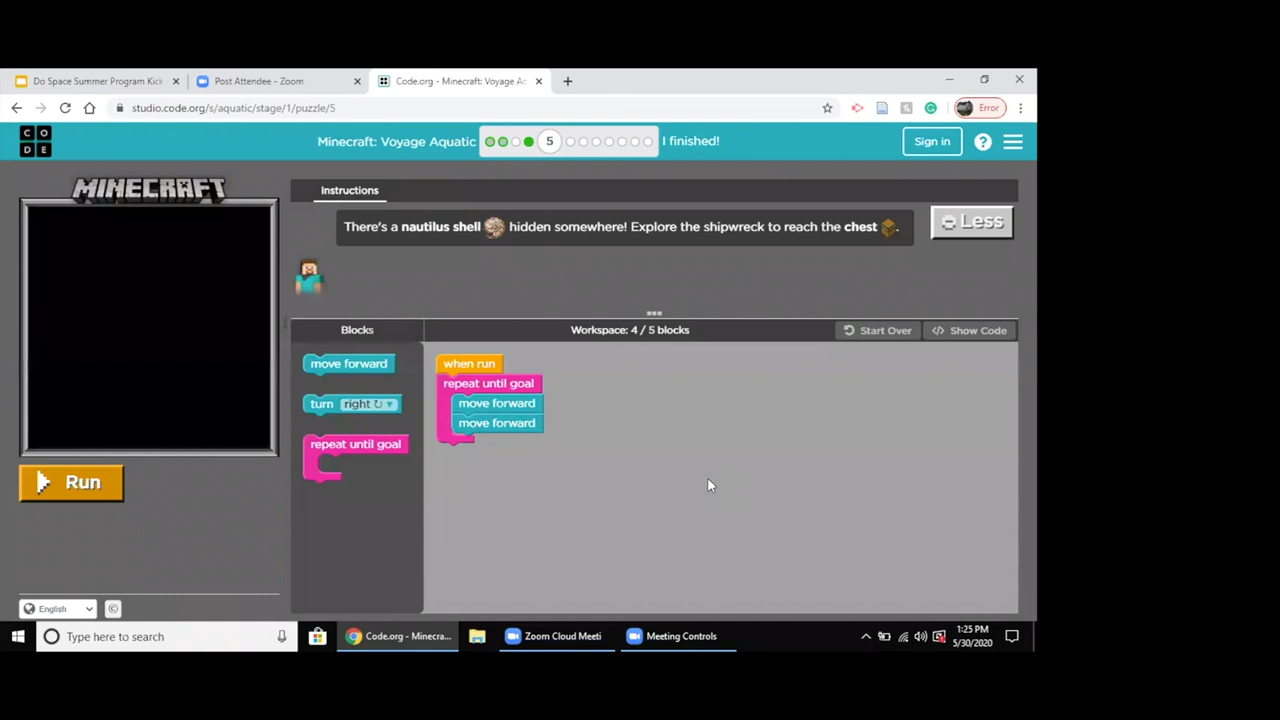 Do Space Summer Program Kick
Post Attendee - Zoom
Code.org - Minecraft: Voyage Aq
studio.code.org/s/aquatic/stage/1/puzzle/5
Error
C O
D E
Minecraft: Voyage Aquatic
5
I finished!
Sign in
?
MINECRAFT
Instructions
There's a nautilus shell hidden somewhere! Explore the shipwreck to reach the chest .
Less
Blocks
Workspace: 4 / 5 blocks
Start Over
</> Show Code
move forward
turn right
repeat until goal
when run
repeat until goal
move forward
move forward
Run
English
©
Type here to search
Code.org - Minecra...
Zoom Cloud Meeti
Meeting Controls
1:25 PM
5/30/2020